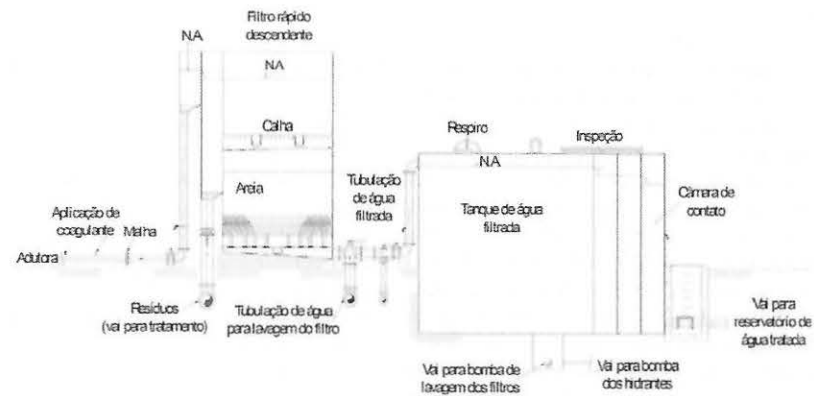 Filtro rápido
descendente
N.A
N.A
Calha
Areia
Aplicação de
coagulante
Malha
Adutora
Resíduos
(vai para tratamento)
Tubulação de água
para lavagem do filtro
Tubulação
de água
filtrada
Respiro
Inspeção
N.A
Tanque de água
filtrada
Câmara de
contato
Vai para
reservatório de
água tratada
Vai para bomba de
lavagem dos filtros
Vai para bomba
dos hidrantes